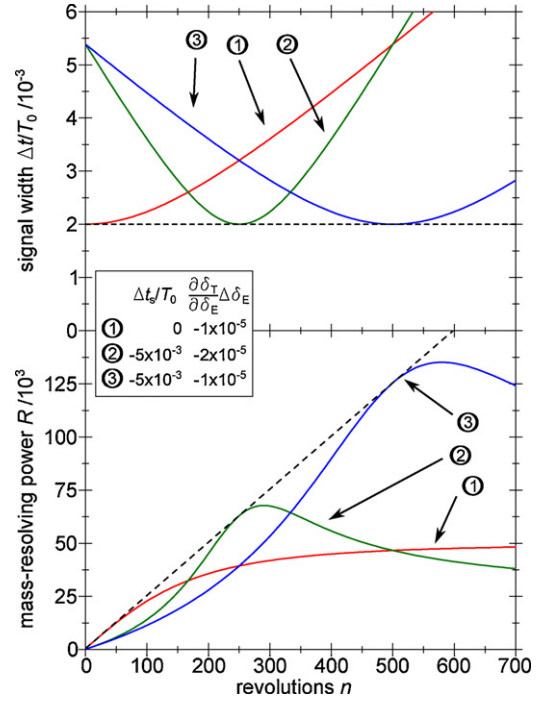 6
5
4
3
2
1
0
signal width Δt/T₀ /10⁻³
③ ① ②
Δtₛ/T₀ ∂δ_T/∂δ_E Δδ_E
① 0 -1x10⁻⁵
② -5x10⁻³ -2x10⁻⁵
③ -5x10⁻³ -1x10⁻⁵
125
100
75
50
25
0
mass-resolving power R /10³
③
②
①
0 100 200 300 400 500 600 700
revolutions n